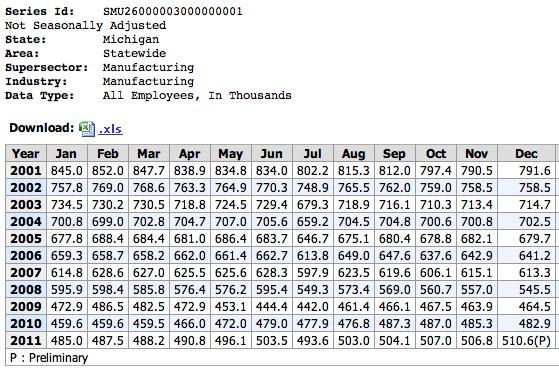 Series Id: SMU26000003000000001
Not Seasonally Adjusted
State: Michigan
Area: Statewide
Supersector: Manufacturing
Industry: Manufacturing
Data Type: All Employees, In Thousands
Download: .xls
Year Jan Feb Mar Apr May Jun Jul Aug Sep Oct Nov Dec
2001 845.0 852.0 847.7 838.9 834.8 834.0 802.2 815.3 812.0 797.4 790.5 791.6
2002 757.8 769.0 768.6 763.3 764.9 770.3 748.9 765.5 762.0 759.0 758.5 758.5
2003 734.5 730.2 730.5 718.8 724.5 729.4 679.3 718.9 716.1 710.3 713.4 714.7
2004 700.8 699.0 702.8 704.7 707.0 705.6 659.2 704.5 704.8 700.6 700.8 702.5
2005 677.8 688.4 684.4 681.0 686.4 683.7 646.7 675.1 680.4 678.8 682.1 679.7
2006 659.3 658.7 658.2 662.0 661.4 662.7 613.8 649.0 647.6 637.6 642.9 641.2
2007 614.8 628.6 627.0 625.5 625.6 628.3 597.9 623.5 619.6 606.1 615.1 613.3
2008 595.9 598.4 585.8 576.4 576.2 595.4 549.3 573.4 569.0 560.7 557.0 545.5
2009 472.9 486.5 482.5 472.9 453.1 444.4 442.0 461.4 466.1 467.5 463.9 464.5
2010 459.6 459.6 459.5 466.0 472.0 479.0 477.9 476.8 487.3 487.0 485.3 482.9
2011 485.0 487.5 488.2 490.8 496.1 503.5 493.6 503.0 504.1 507.0 506.8 510.6(P)
P : Preliminary